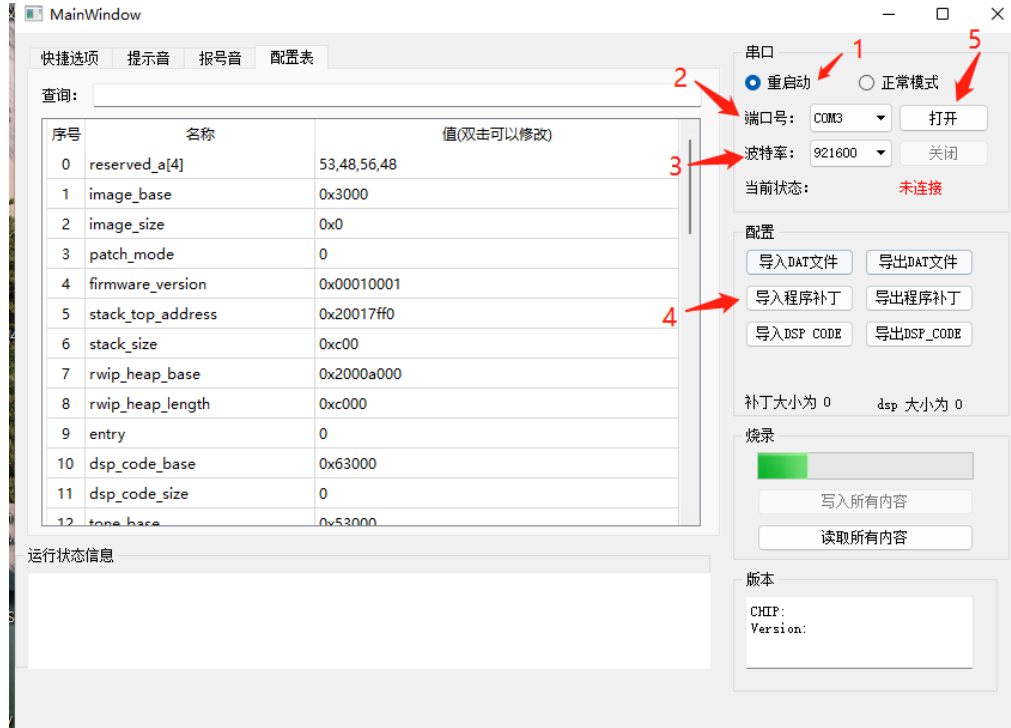 MainWindow
快捷选项 提示音 报号音 配置表
查询:
序号 名称 值(双击可以修改)
0 reserved_a[4] 53,48,56,48
1 image_base 0x3000
2 image_size 0x0
3 patch_mode 0
4 firmware_version 0x00010001
5 stack_top_address 0x20017ff0
6 stack_size 0xc00
7 rwip_heap_base 0x2000a000
8 rwip_heap_length 0xc000
9 entry 0
10 dsp_code_base 0x63000
11 dsp_code_size 0
12 tone_base 0x53000
运行状态信息
串口 1 5
重启动 正常模式
2 端口号: COM3 打开
3 波特率: 921600 关闭
当前状态: 未连接
配置
导入DAT文件 导出DAT文件
4 导入程序补丁 导出程序补丁
导入DSP CODE 导出DSP_CODE
补丁大小为 0 dsp 大小为 0
烧录
写入所有内容
读取所有内容
版本
CHIP:
Version: